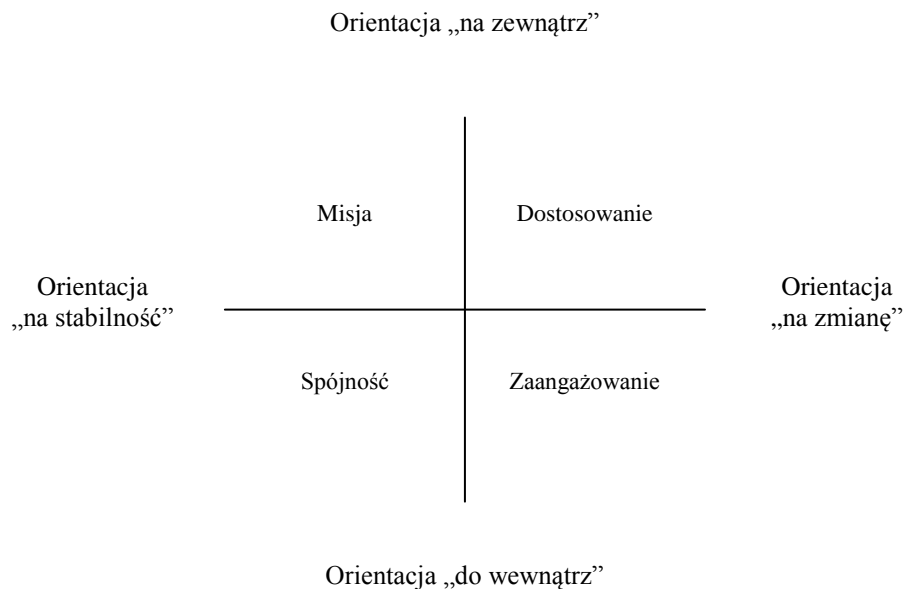 Orientacja „na zewnątrz”
Misja
Dostosowanie
Orientacja
„na stabilność”
Orientacja
„na zmianę”
Spójność
Zaangażowanie
Orientacja „do wewnątrz”